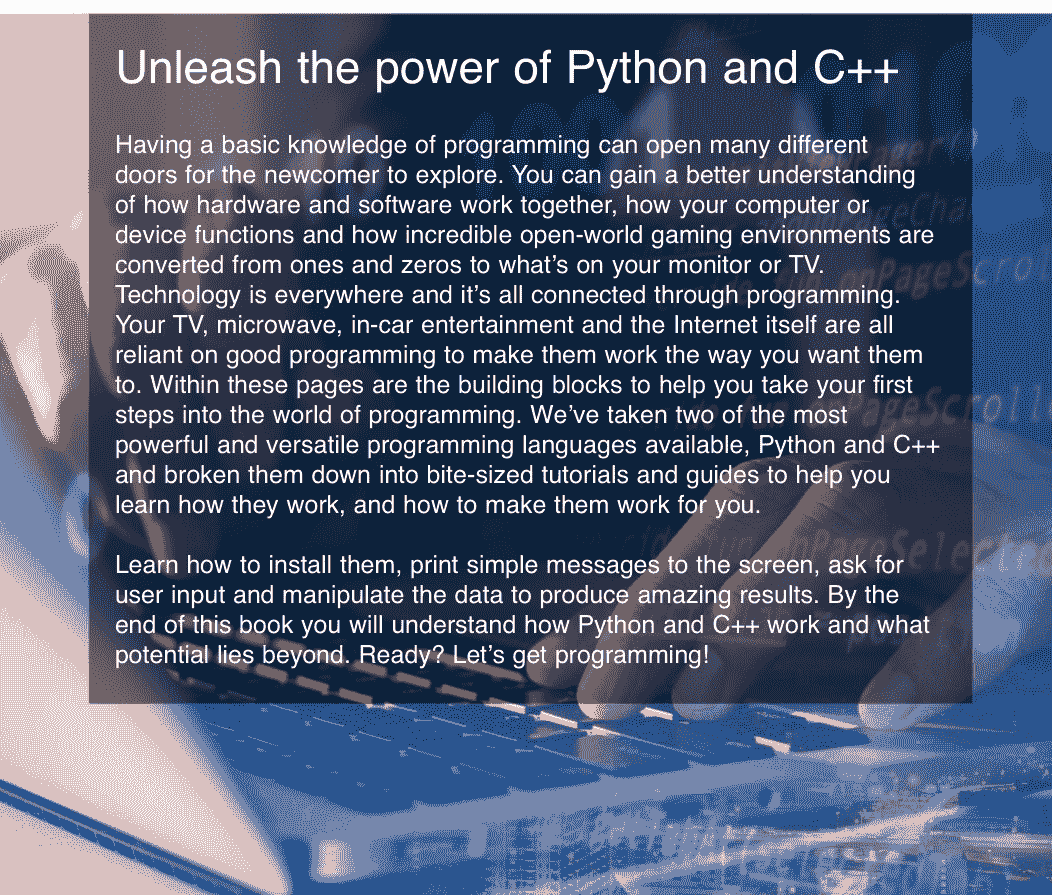 Unleash the power of Python and C++
Having a basic knowledge of programming can open many different
doors for the newcomer to explore. You can gain a better understanding
of how hardware and software work together, how your computer or
device functions and how incredible open-world gaming environments are
converted from ones and zeros to what’s on your monitor or TV.
Technology is everywhere and it’s all connected through programming.
Your TV, microwave, in-car entertainment and the Internet itself are all
reliant on good programming to make them work the way you want them
to. Within these pages are the building blocks to help you take your first
steps into the world of programming. We’ve taken two of the most
powerful and versatile programming languages available, Python and C++
and broken them down into bite-sized tutorials and guides to help you
learn how they work, and how to make them work for you.
Learn how to install them, print simple messages to the screen, ask for
user input and manipulate the data to produce amazing results. By the
end of this book you will understand how Python and C++ work and what
potential lies beyond. Ready? Let’s get programming!